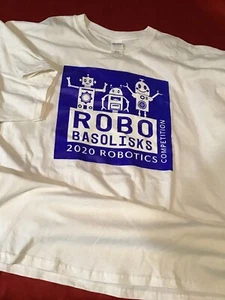 ROBO
BASOLISKS
2020 ROBOTICS
COMPETITION